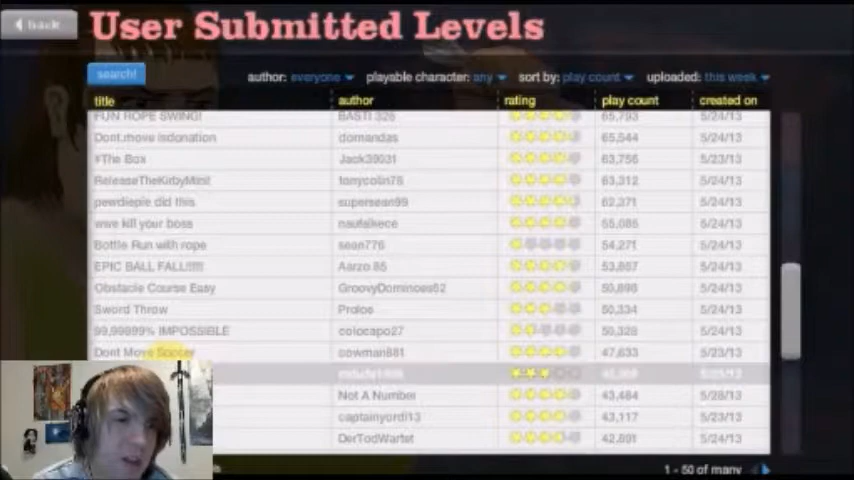 back
User Submitted Levels
search!
author: everyone playable character: any sort by: play count uploaded: this week
title author rating play count created on
FUN ROPE SWING! BASTI 326 65,793 5/24/13
Dont.move isdonation domandas 65,544 5/24/13
#The Box Jack39031 63,756 5/23/13
ReleaseTheKirbyMini! tonycolin78 63,312 5/24/13
pewdiepie did this supersean99 62,371 5/24/13
wwe kill your boss naufalkece 55,085 5/24/13
Bottle Run with rope sean776 54,271 5/24/13
EPIC BALL FALL!!!!! Aarzo 85 53,857 5/24/13
Obstacle Course Easy GroovyDominoes52 50,898 5/24/13
Sword Throw Proloe 50,334 5/24/13
99,99999% IMPOSSIBLE colocapo27 50,328 5/24/13
Dont Move Soccer cowman881 47,633 5/23/13
Not A Number 43,484 5/28/13
captainyordi13 43,117 5/23/13
DerTodWartet 42,891 5/24/13
1 - 50 of many